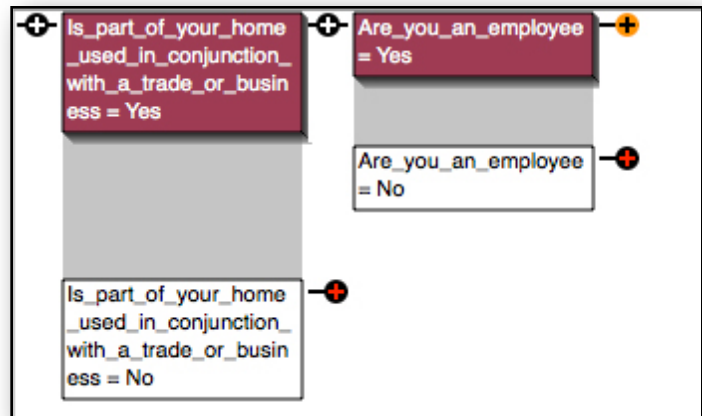 Is_part_of_your_home
_used_in_conjunction_
with_a_trade_or_busin
ess = Yes
Are_you_an_employee
= Yes
Are_you_an_employee
= No
Is_part_of_your_home
_used_in_conjunction_
with_a_trade_or_busin
ess = No